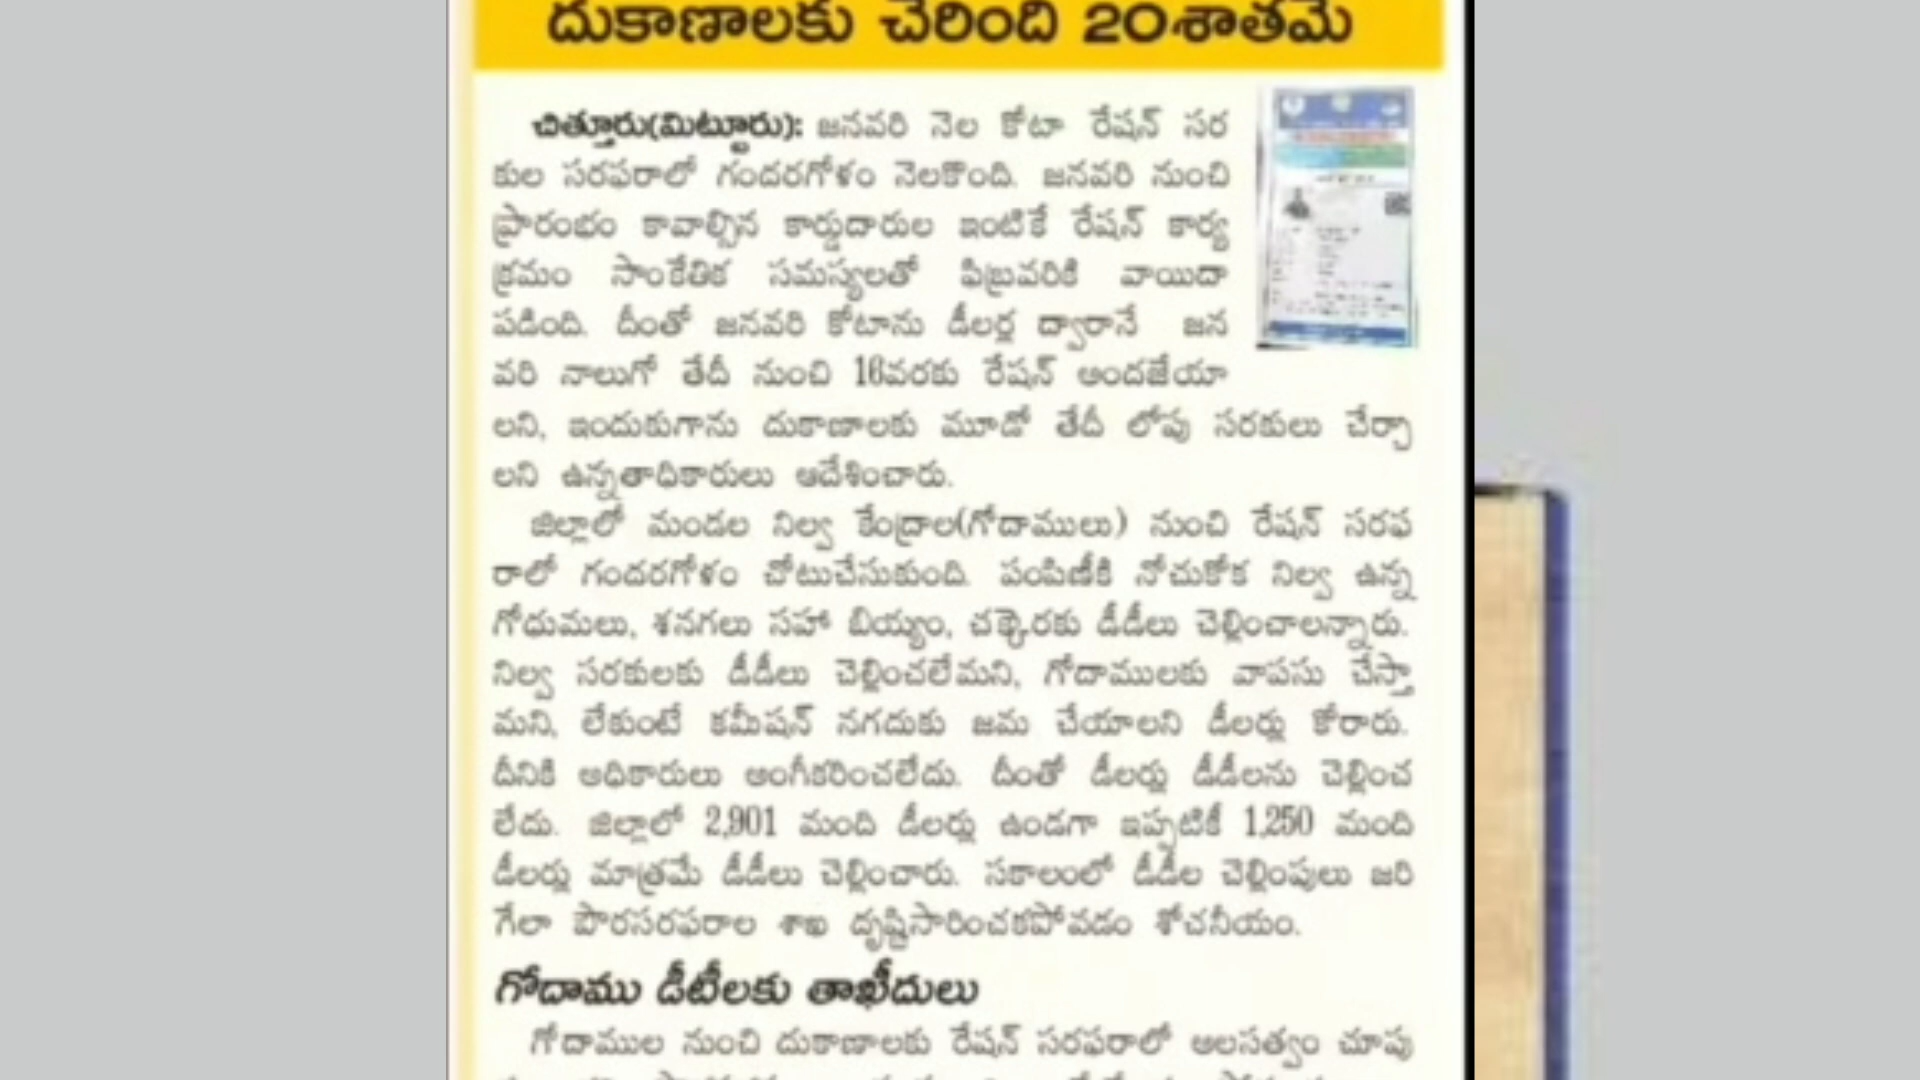 దుకాణాలకు చేరింది 20శాతమే
చిత్తూరు(మిట్టూరు): జనవరి నెల కోటా రేషన్ సర
కుల సరఫరాలో గందరగోళం నెలకొంది. జనవరి నుంచి
ప్రారంభం కావాల్సిన కార్డుదారుల ఇంటికే రేషన్ కార్య
క్రమం సాంకేతిక సమస్యలతో ఫిబ్రవరికి వాయిదా
పడింది. దీంతో జనవరి కోటాను డీలర్ల ద్వారానే జన
వరి నాలుగో తేదీ నుంచి 16వరకు రేషన్ అందజేయా
లని, ఇందుకుగాను దుకాణాలకు మూడో తేదీ లోపు సరకులు చేర్చా
లని ఉన్నతాధికారులు ఆదేశించారు.
జిల్లాలో మండల నిల్వ కేంద్రాల(గోదాములు) నుంచి రేషన్ సరఫ
రాలో గందరగోళం చోటుచేసుకుంది. పంపిణీకి నోచుకోక నిల్వ ఉన్న
గోధుమలు, శనగలు సహా బియ్యం, చక్కెరకు డీడీలు చెల్లించాలన్నారు.
నిల్వ సరకులకు డీడీలు చెల్లించలేమని, గోదాములకు వాపసు చేస్తా
మని, లేకుంటే కమీషన్ నగదుకు జమ చేయాలని డీలర్లు కోరారు.
దీనికి అధికారులు అంగీకరించలేదు. దీంతో డీలర్లు డీడీలను చెల్లించ
లేదు. జిల్లాలో 2,901 మంది డీలర్లు ఉండగా ఇప్పటికీ 1,250 మంది
డీలర్లు మాత్రమే డీడీలు చెల్లించారు. సకాలంలో డీడీల చెల్లింపులు జరి
గేలా పౌరసరఫరాల శాఖ దృష్టిసారించకపోవడం శోచనీయం.
గోదాము డీటీలకు తాఖీదులు
గోదాముల నుంచి దుకాణాలకు రేషన్ సరఫరాలో అలసత్వం చూపు